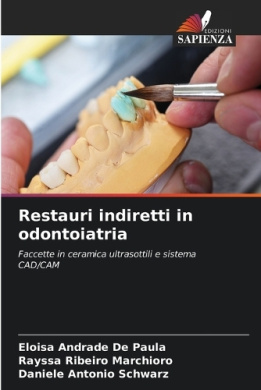 EDIZIONI
SAPIENZA
Restauri indiretti in
odontoiatria
Faccette in ceramica ultrasottili e sistema
CAD/CAM
Eloisa Andrade De Paula
Rayssa Ribeiro Marchioro
Daniele Antonio Schwarz